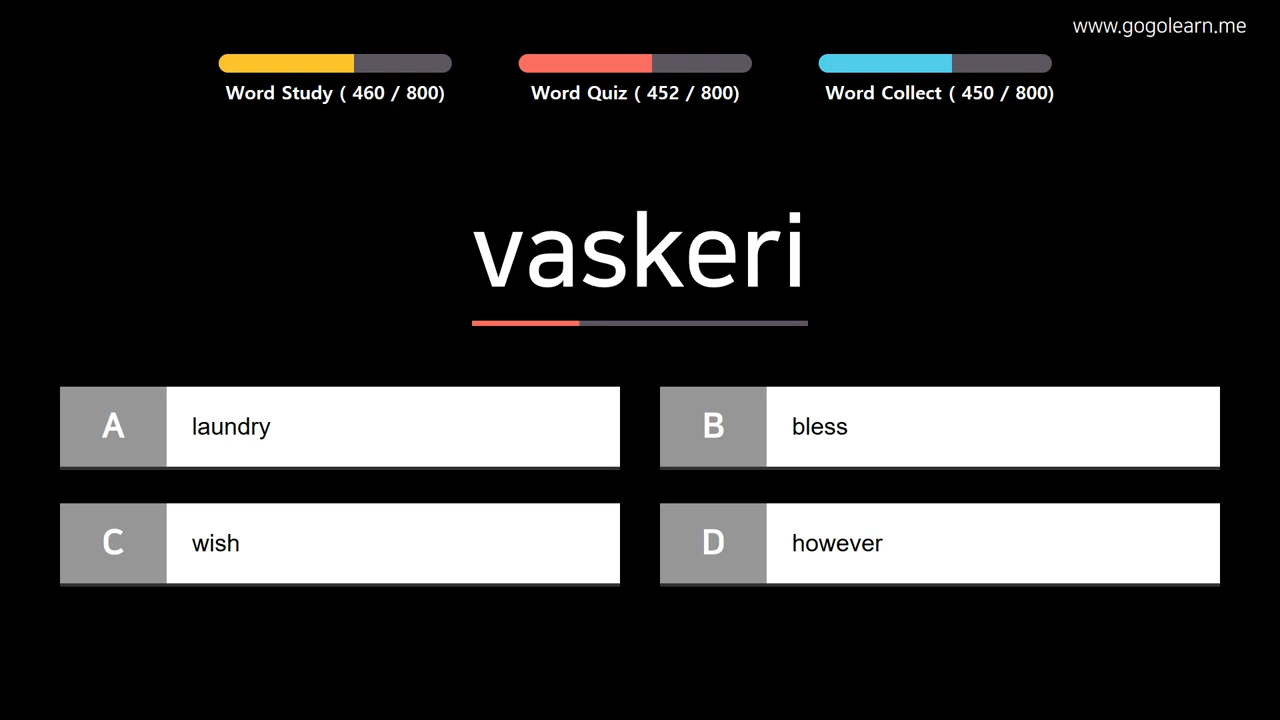 www.gogolearn.me
Word Study ( 460 / 800)
Word Quiz ( 452 / 800)
Word Collect ( 450 / 800)
vaskeri
A laundry
B bless
C wish
D however